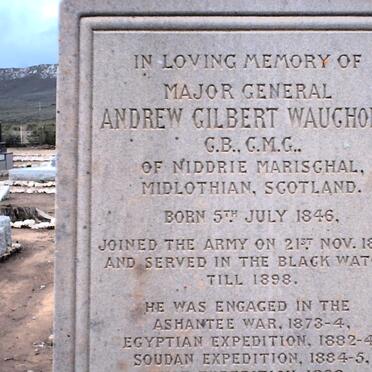 IN LOVING MEMORY OF
MAJOR GENERAL
ANDREW GILBERT WAUCHO
C.B., C.M.G.,
OF NIDDRIE MARISCHAL,
MIDLOTHIAN, SCOTLAND.
BORN 5TH JULY 1846,
JOINED THE ARMY ON 21ST NOV. 18
AND SERVED IN THE BLACK WAT
TILL 1898.
HE WAS ENGAGED IN THE
ASHANTEE WAR, 1873-4,
EGYPTIAN EXPEDITION, 1882-4
SOUDAN EXPEDITION, 1884-5,
EXPEDITION